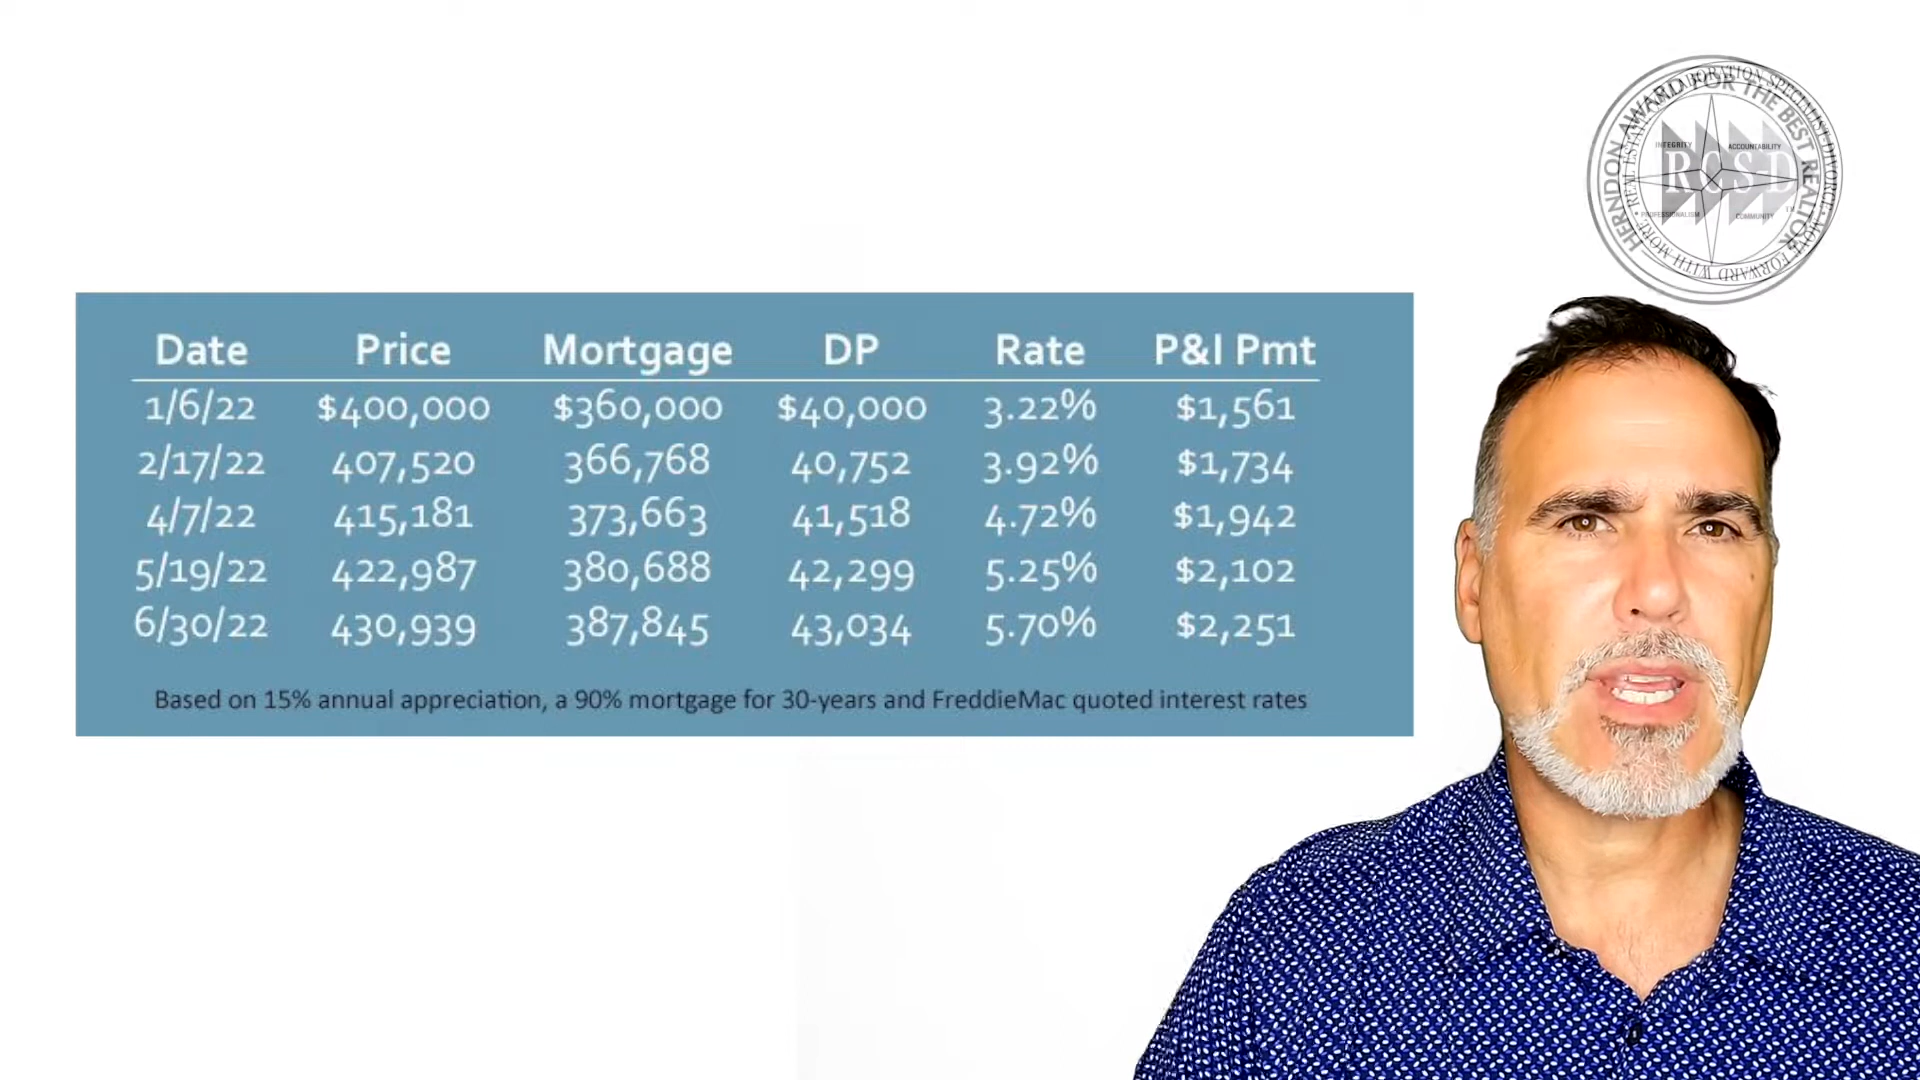 HERNDON AWARD FOR THE BEST REALTOR
INTEGRITY
ACCOUNTABILITY
RCSD
PROFESSIONALISM
COMMUNITY
TM
Date Price Mortgage DP Rate P&I Pmt
1/6/22 $400,000 $360,000 $40,000 3.22% $1,561
2/17/22 407,520 366,768 40,752 3.92% $1,734
4/7/22 415,181 373,663 41,518 4.72% $1,942
5/19/22 422,987 380,688 42,299 5.25% $2,102
6/30/22 430,939 387,845 43,034 5.70% $2,251
Based on 15% annual appreciation, a 90% mortgage for 30-years and FreddieMac quoted interest rates